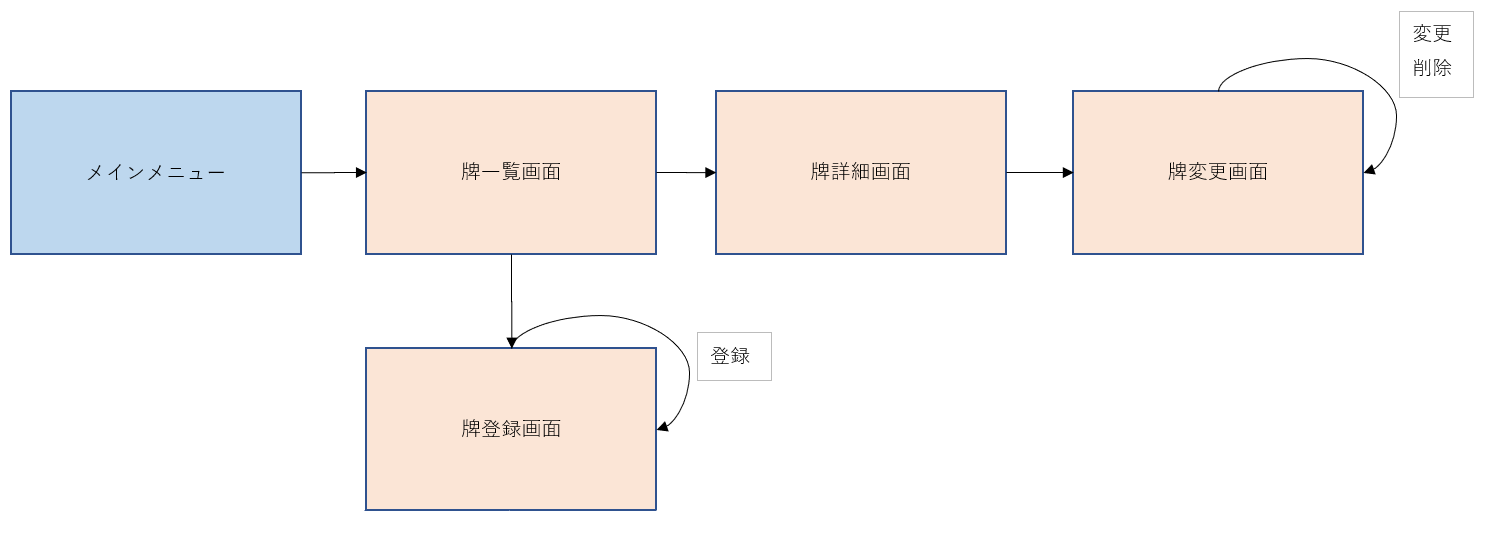 変更
削除
メインメニュー
牌一覧画面
牌詳細画面
牌変更画面
登録
牌登録画面